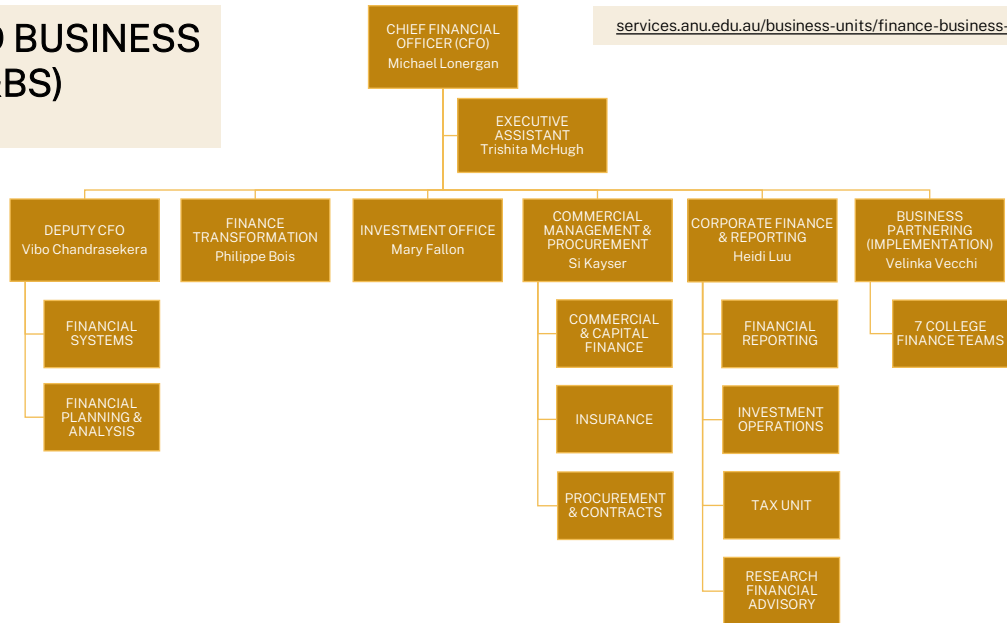 BUSINESS
BS)
services.anu.edu.au/business-units/finance-business-
CHIEF FINANCIAL
OFFICER (CFO)
Michael Lonergan
EXECUTIVE
ASSISTANT
Trishita McHugh
DEPUTY CFO
Vibo Chandrasekera
FINANCE
TRANSFORMATION
Philippe Bois
INVESTMENT OFFICE
Mary Fallon
COMMERCIAL
MANAGEMENT &
PROCUREMENT
Si Kayser
CORPORATE FINANCE
& REPORTING
Heidi Luu
BUSINESS
PARTNERING
(IMPLEMENTATION)
Velinka Vecchi
FINANCIAL
SYSTEMS
FINANCIAL
PLANNING &
ANALYSIS
COMMERCIAL
& CAPITAL
FINANCE
INSURANCE
PROCUREMENT
& CONTRACTS
FINANCIAL
REPORTING
INVESTMENT
OPERATIONS
TAX UNIT
RESEARCH
FINANCIAL
ADVISORY
7 COLLEGE
FINANCE TEAMS